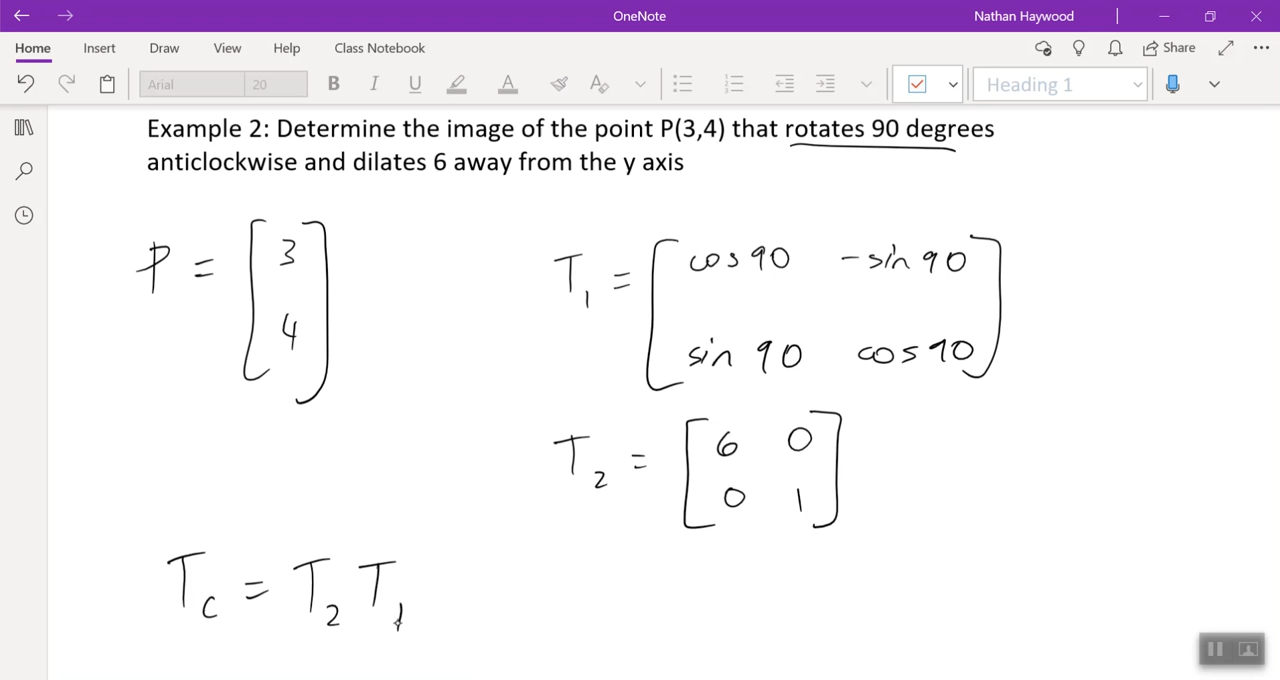 OneNote
Nathan Haywood
Home Insert Draw View Help Class Notebook
Share
Arial 20 B I U A Heading 1
Example 2: Determine the image of the point P(3,4) that rotates 90 degrees
anticlockwise and dilates 6 away from the y axis
P = [3
4]
T1 = [cos 90 -sin 90
sin 90 cos 90]
T2 = [6 0
0 1]
Tc = T2 T1